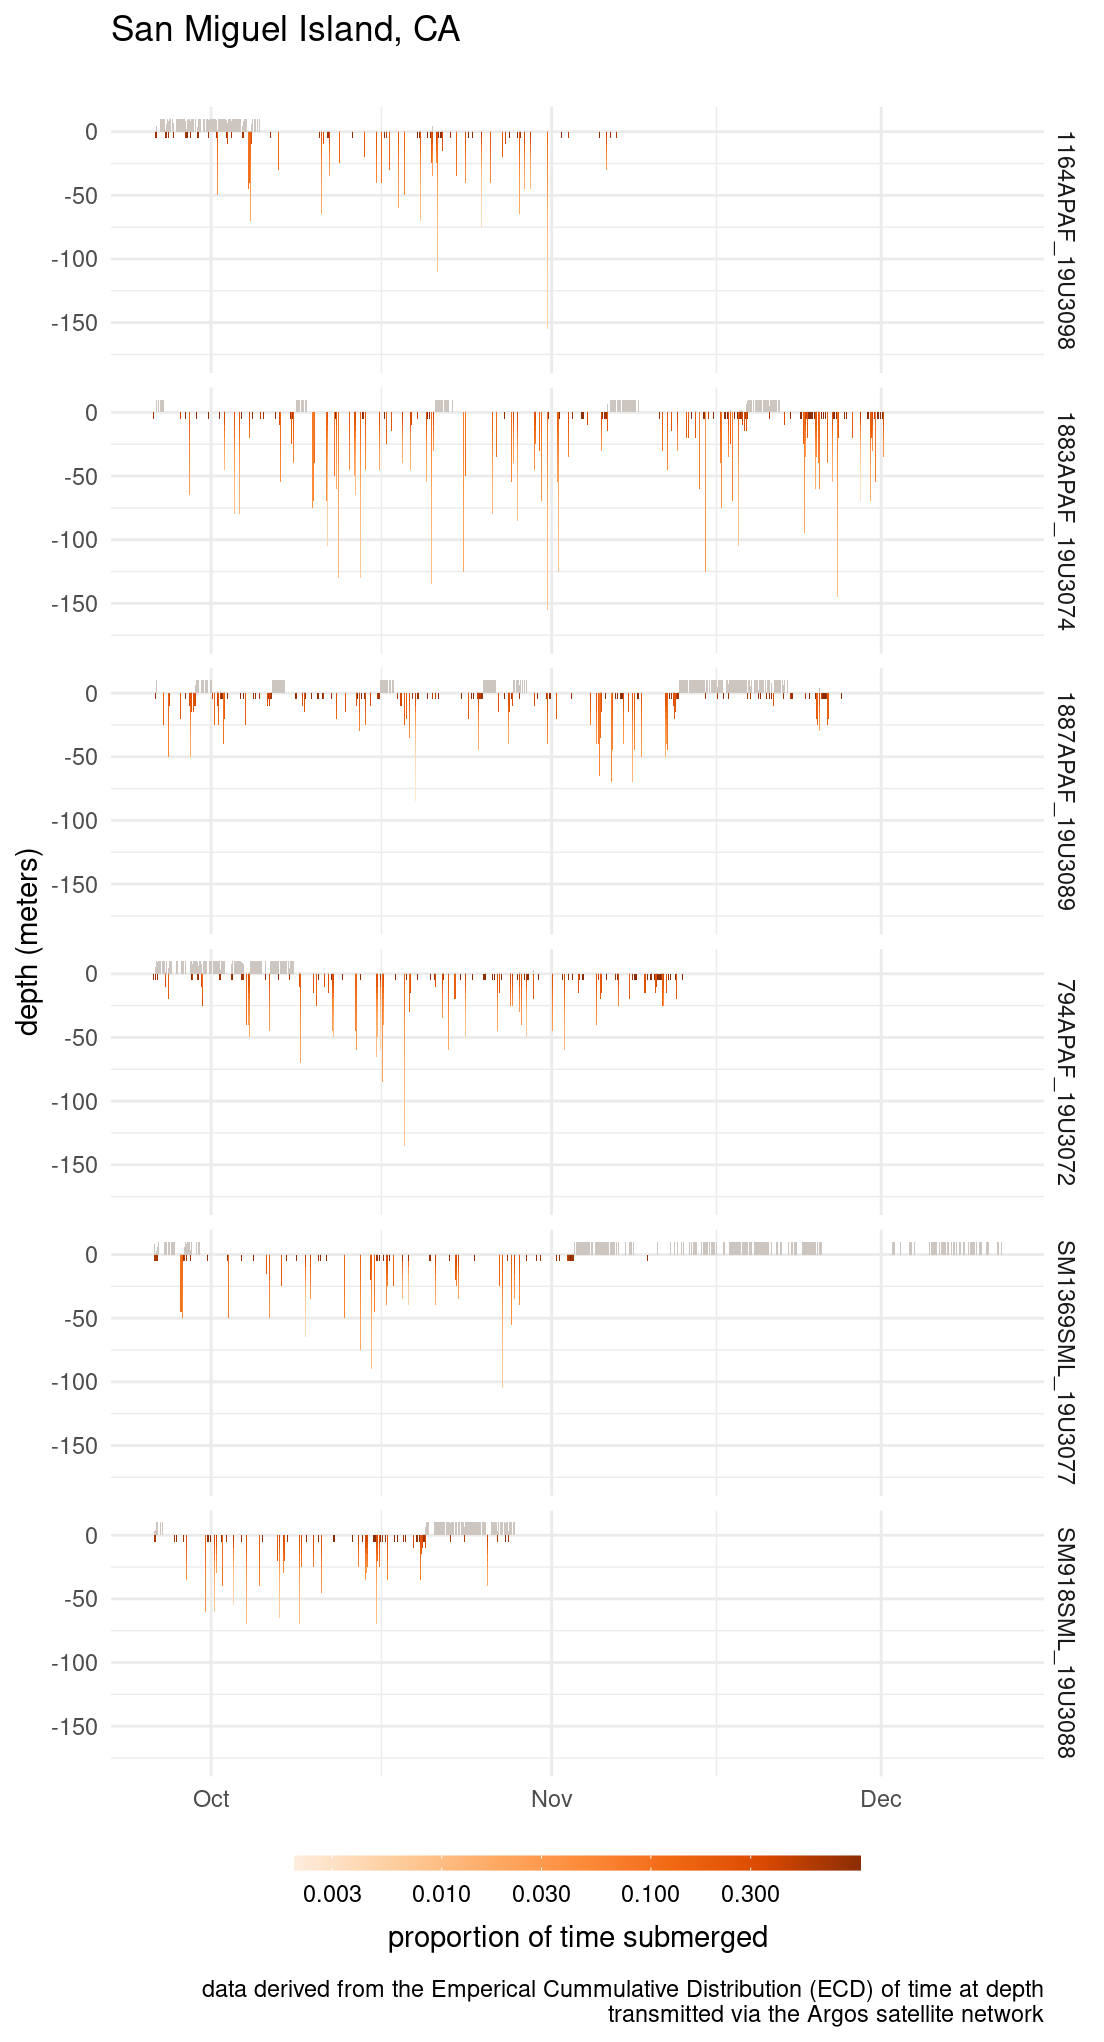 San Miguel Island, CA
0
-50
-100
-150
1164APAF_19U3098
0
-50
-100
-150
1883APAF_19U3074
0
-50
-100
-150
1887APAF_19U3089
depth (meters)
0
-50
-100
-150
794APAF_19U3072
0
-50
-100
-150
SM1369SML_19U3077
0
-50
-100
-150
SM918SML_19U3088
Oct Nov Dec
0.003 0.010 0.030 0.100 0.300
proportion of time submerged
data derived from the Emperical Cummulative Distribution (ECD) of time at depth
transmitted via the Argos satellite network